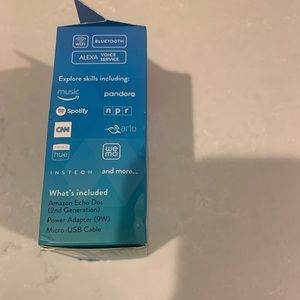 WiFi
BLUETOOTH
ALEXA VOICE SERVICE
Explore skills including:
music pandora
Spotify npr
CNN arlo
hue wemo
INSTEON and more...
What's included
Amazon Echo Dot
(2nd Generation)
Power Adapter (9W)
Micro-USB Cable